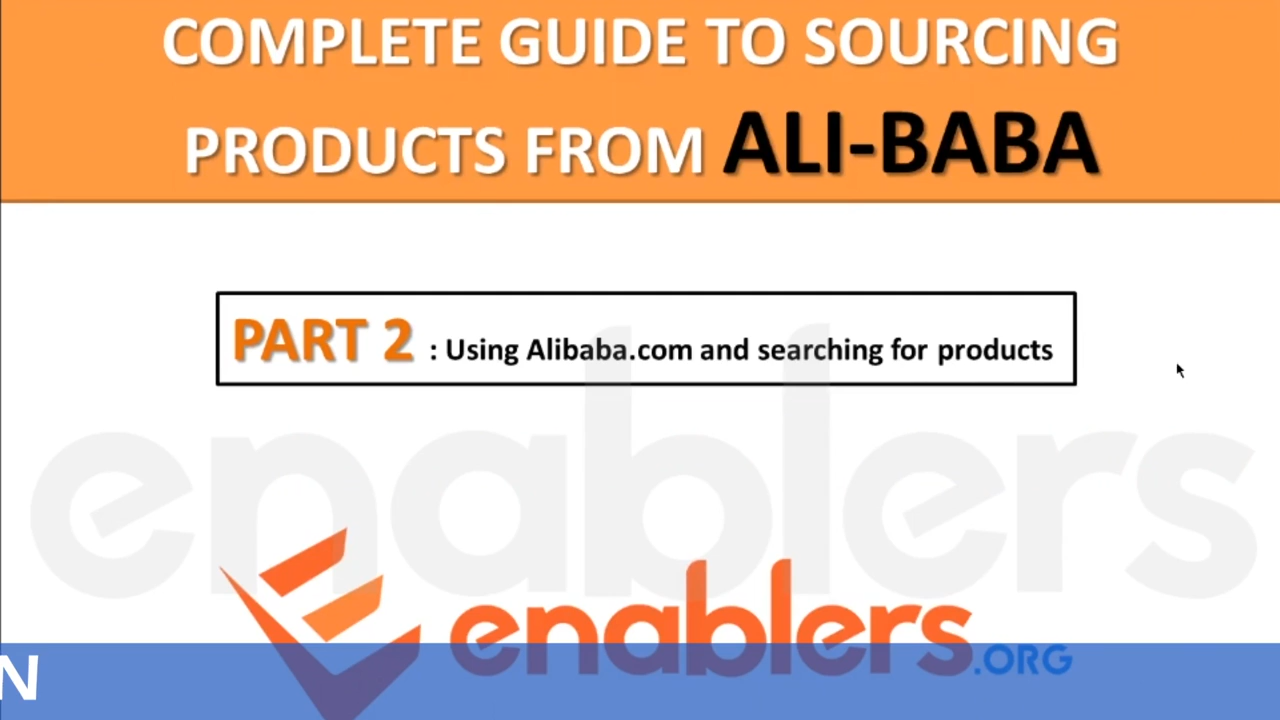 COMPLETE GUIDE TO SOURCING
PRODUCTS FROM ALI-BABA
PART 2 : Using Alibaba.com and searching for products
enablers
enablers.ORG
N